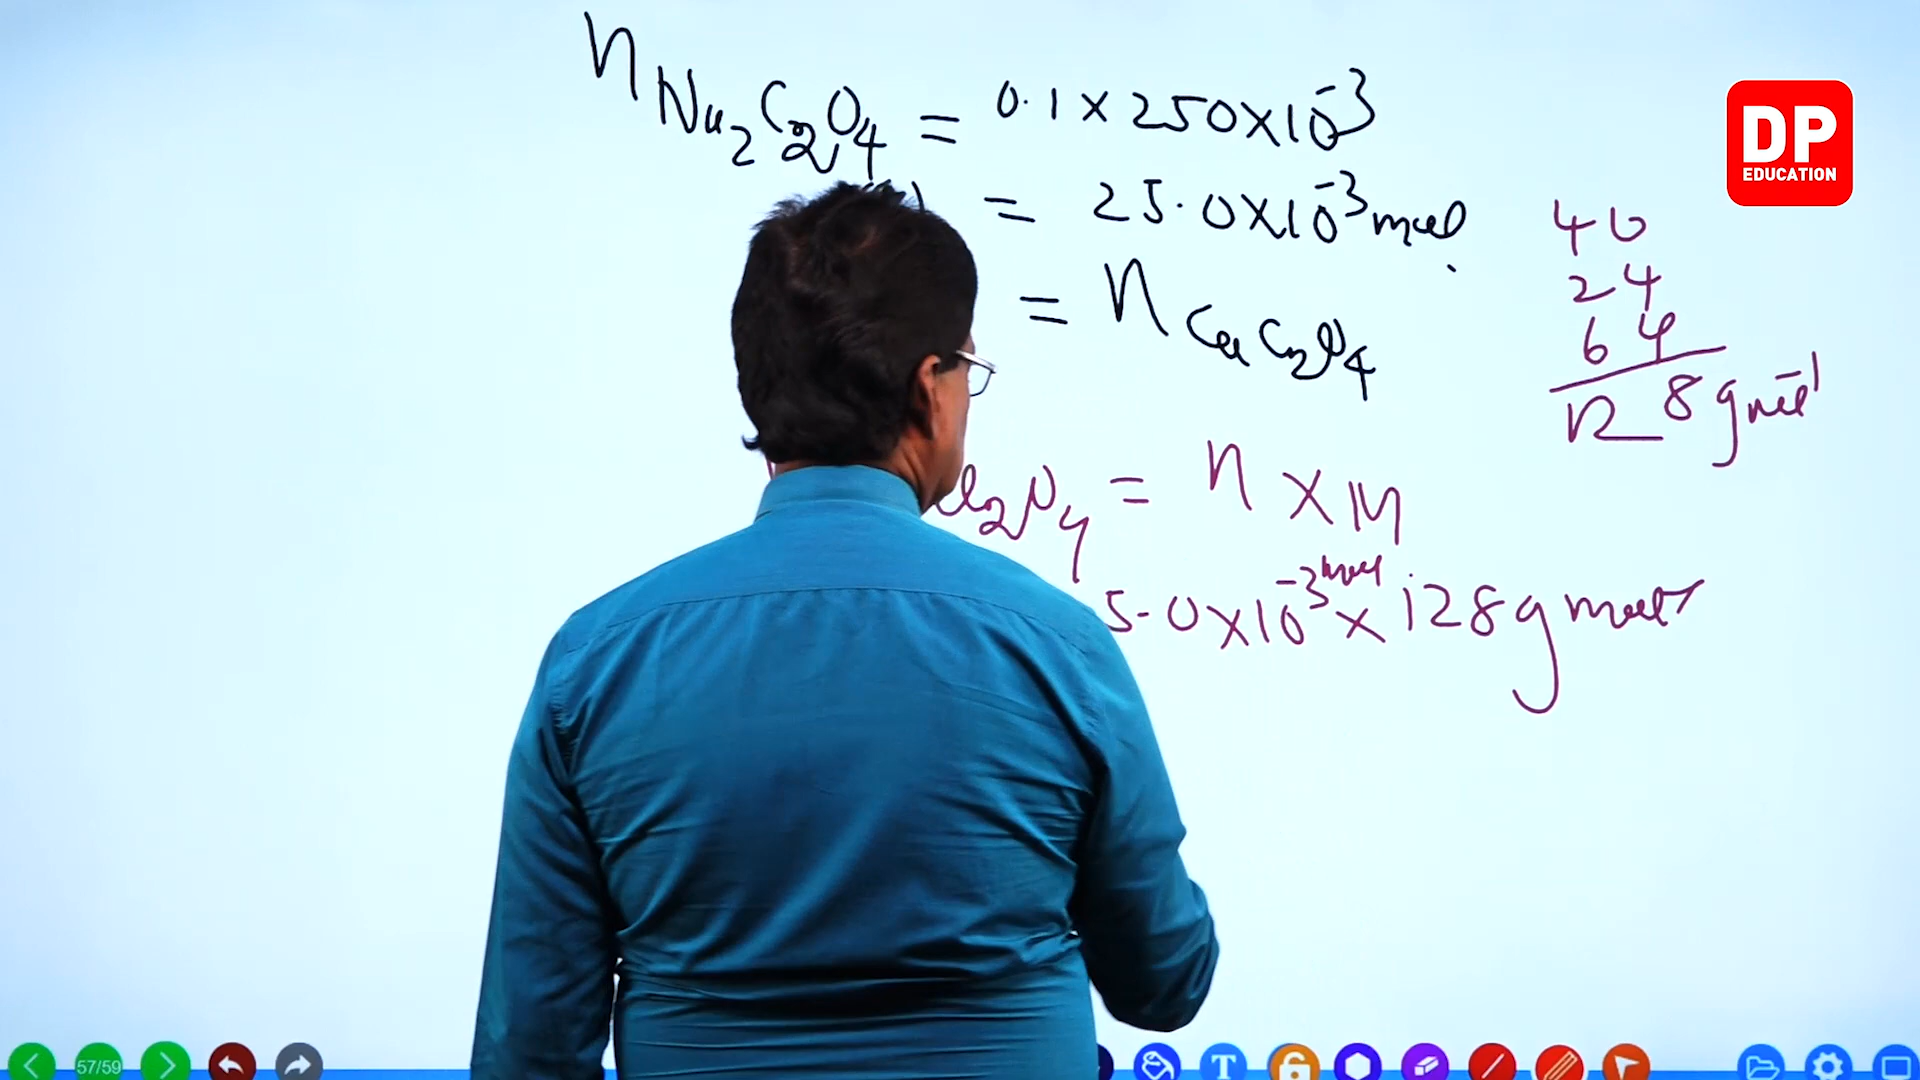 n Na2C2O4 = 0.1 × 250×10⁻³
= 25.0×10⁻³ mol
= n CaC2O4
C2O4 = n × M
5.0×10⁻³ mol × 128 g mol⁻¹
40
24
64
128 g mol⁻¹
DP
EDUCATION
57/59
T